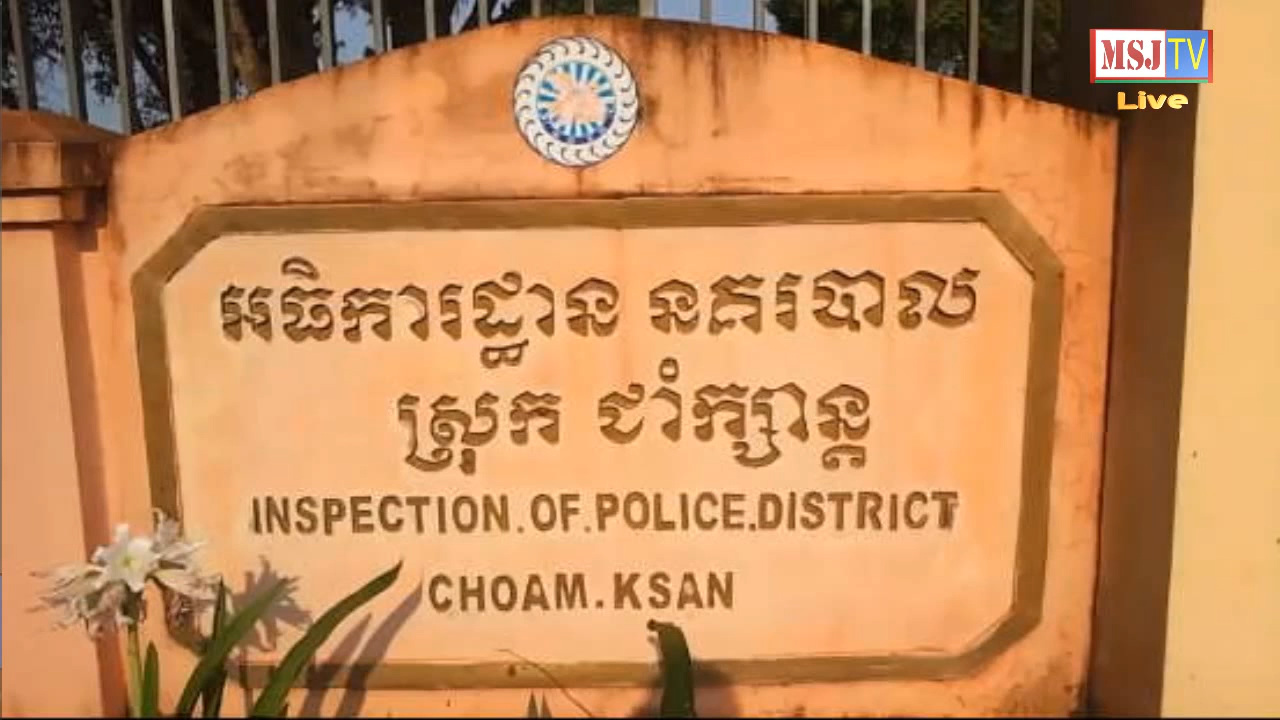 MSJ TV
Live
អធិការដ្ឋាន នគរបាល
ស្រុក ជាំក្សាន្ត
INSPECTION.OF.POLICE.DISTRICT
CHOAM.KSAN